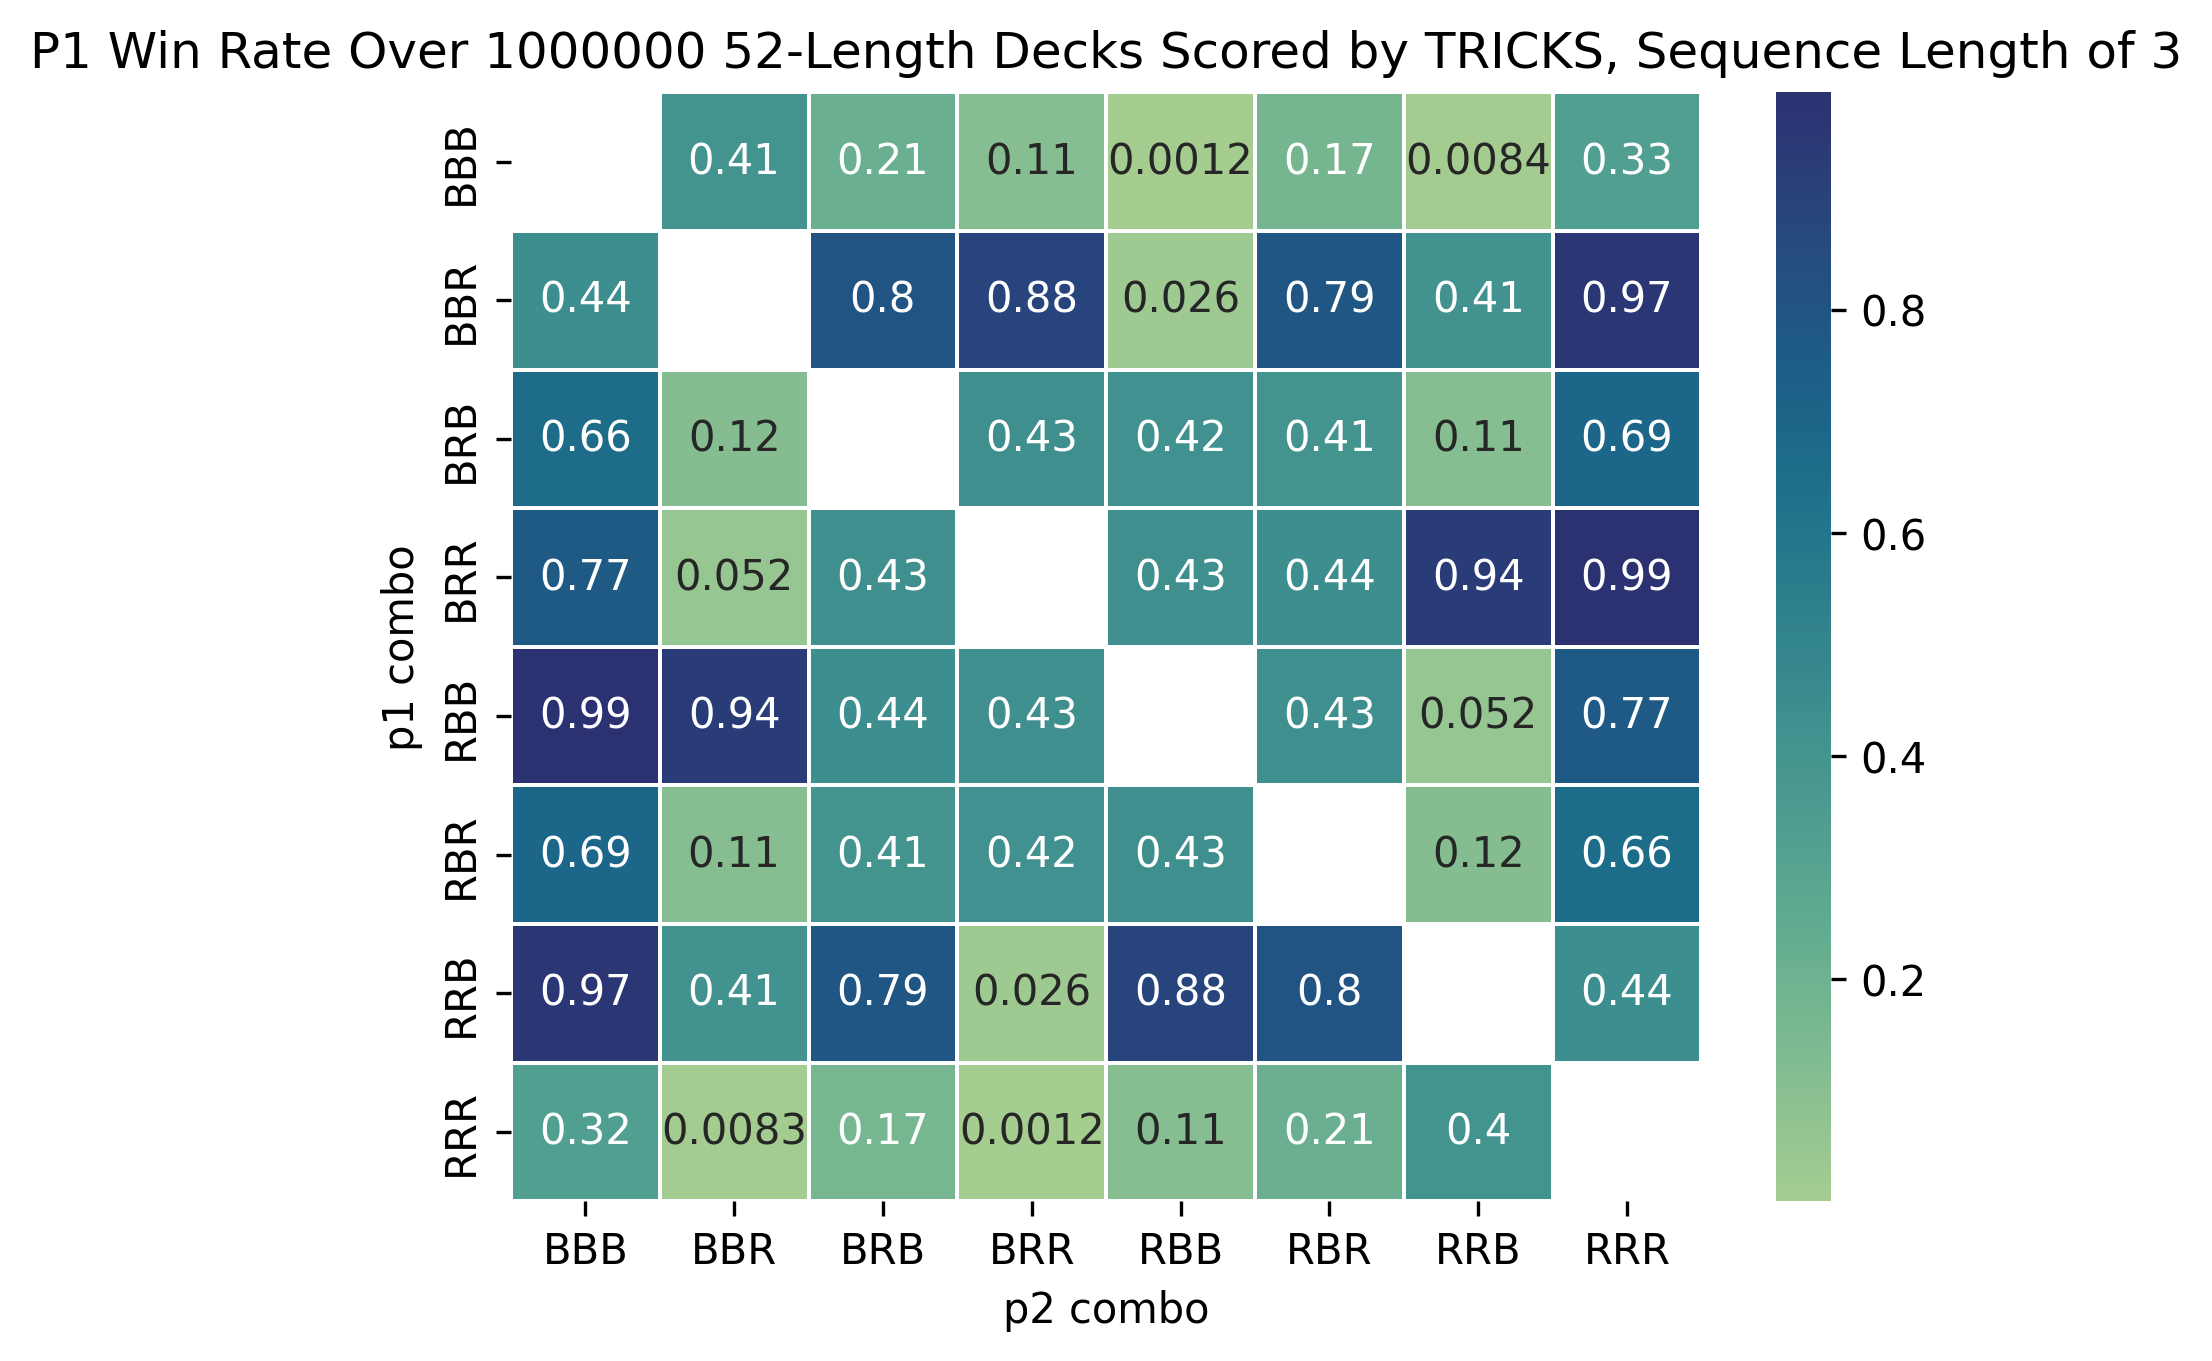 P1 Win Rate Over 1000000 52-Length Decks Scored by TRICKS, Sequence Length of 3
BBB 0.41 0.21 0.11 0.0012 0.17 0.0084 0.33
BBR 0.44 0.8 0.88 0.026 0.79 0.41 0.97
BRB 0.66 0.12 0.43 0.42 0.41 0.11 0.69
BRR 0.77 0.052 0.43 0.43 0.44 0.94 0.99
RBB 0.99 0.94 0.44 0.43 0.43 0.052 0.77
RBR 0.69 0.11 0.41 0.42 0.43 0.12 0.66
RRB 0.97 0.41 0.79 0.026 0.88 0.8 0.44
RRR 0.32 0.0083 0.17 0.0012 0.11 0.21 0.4
BBB BBR BRB BRR RBB RBR RRB RRR
p2 combo
p1 combo
0.8
0.6
0.4
0.2